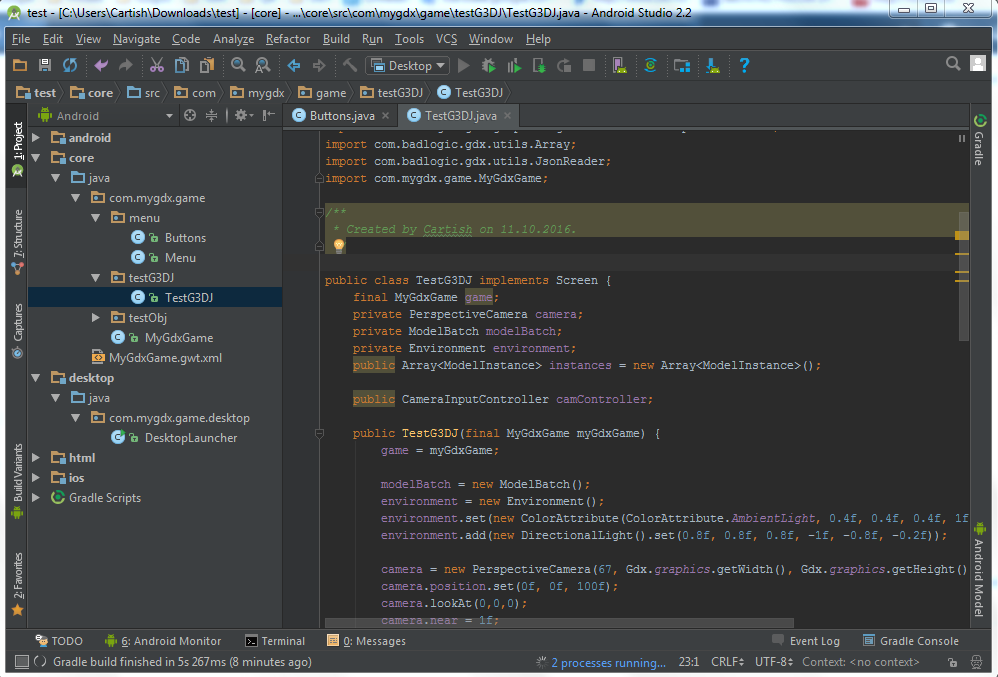 test - [C:\Users\Cartish\Downloads\test] - [core] - ...\core\src\com\mygdx\game\testG3DJ\TestG3DJ.java - Android Studio 2.2
File Edit View Navigate Code Analyze Refactor Build Run Tools VCS Window Help
Desktop
test core src com mygdx game testG3DJ TestG3DJ
Android
Buttons.java TestG3DJ.java
1: Project
7: Structure
Captures
Build Variants
2: Favorites
android
core
java
com.mygdx.game
menu
Buttons
Menu
testG3DJ
TestG3DJ
testObj
MyGdxGame
MyGdxGame.gwt.xml
desktop
java
com.mygdx.game.desktop
DesktopLauncher
html
ios
Gradle Scripts
import com.badlogic.gdx.utils.Array;
import com.badlogic.gdx.utils.JsonReader;
import com.mygdx.game.MyGdxGame;
/**
* Created by Cartish on 11.10.2016.
public class TestG3DJ implements Screen {
final MyGdxGame game;
private PerspectiveCamera camera;
private ModelBatch modelBatch;
private Environment environment;
public Array<ModelInstance> instances = new Array<ModelInstance>();
public CameraInputController camController;
public TestG3DJ(final MyGdxGame myGdxGame) {
game = myGdxGame;
modelBatch = new ModelBatch();
environment = new Environment();
environment.set(new ColorAttribute(ColorAttribute.AmbientLight, 0.4f, 0.4f, 0.4f, 1f
environment.add(new DirectionalLight().set(0.8f, 0.8f, 0.8f, -1f, -0.8f, -0.2f));
camera = new PerspectiveCamera(67, Gdx.graphics.getWidth(), Gdx.graphics.getHeight()
camera.position.set(0f, 0f, 100f);
camera.lookAt(0,0,0);
camera.near = 1f;
Gradle
Android Model
TODO 6: Android Monitor Terminal 0: Messages Event Log Gradle Console
Gradle build finished in 5s 267ms (8 minutes ago) 2 processes running... 23:1 CRLF UTF-8 Context: <no context>